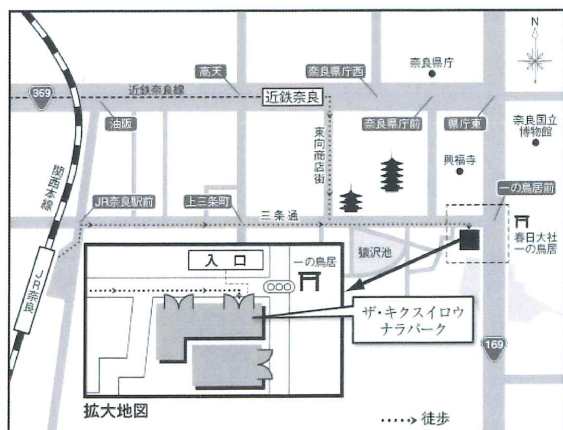 N
奈良県庁
高天
奈良県庁西
369
近鉄奈良線
近鉄奈良
油阪
奈良県庁前
県庁東
奈良国立
博物館
東向商店街
興福寺
関西本線
JR奈良駅前
上三条町
三条通
一の鳥居前
春日大社
一の鳥居
猿沢池
JR奈良
入口
一の鳥居
ザ・キクスイロウ
ナラパーク
169
拡大地図
徒歩